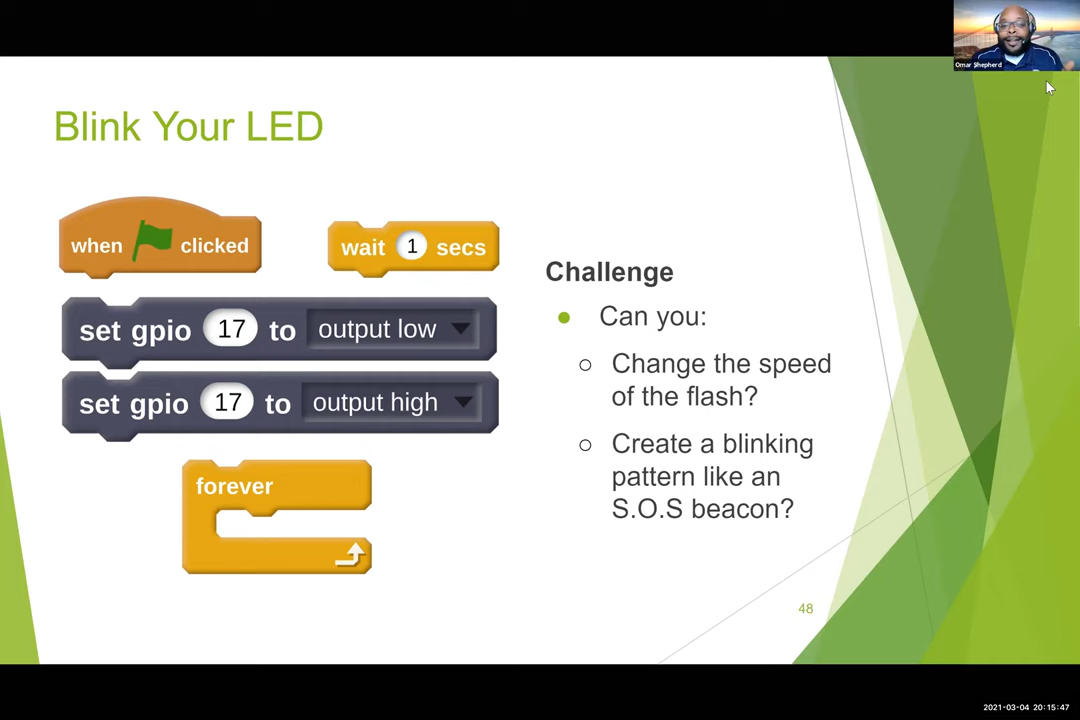 Omar Shepherd
Blink Your LED
when clicked
wait 1 secs
set gpio 17 to output low
set gpio 17 to output high
forever
Challenge
Can you:
Change the speed
of the flash?
Create a blinking
pattern like an
S.O.S beacon?
48
2021-03-04 20:15:47